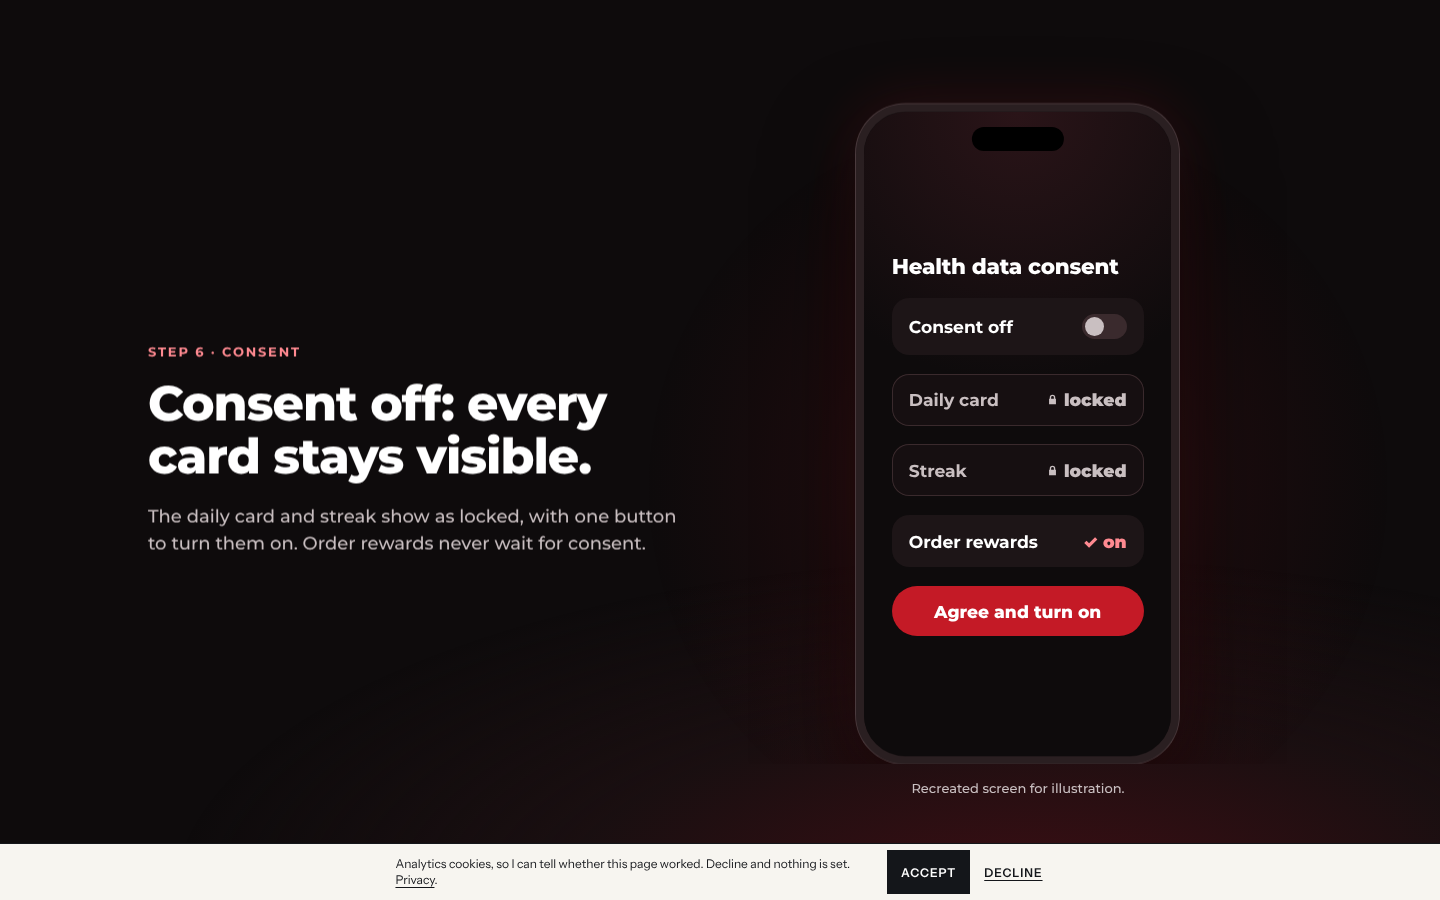 STEP 6 · CONSENT
Consent off: every
card stays visible.
The daily card and streak show as locked, with one button
to turn them on. Order rewards never wait for consent.
Health data consent
Consent off
Daily card locked
Streak locked
Order rewards on
Agree and turn on
Recreated screen for illustration.
Analytics cookies, so I can tell whether this page worked. Decline and nothing is set.
Privacy.
ACCEPT
DECLINE